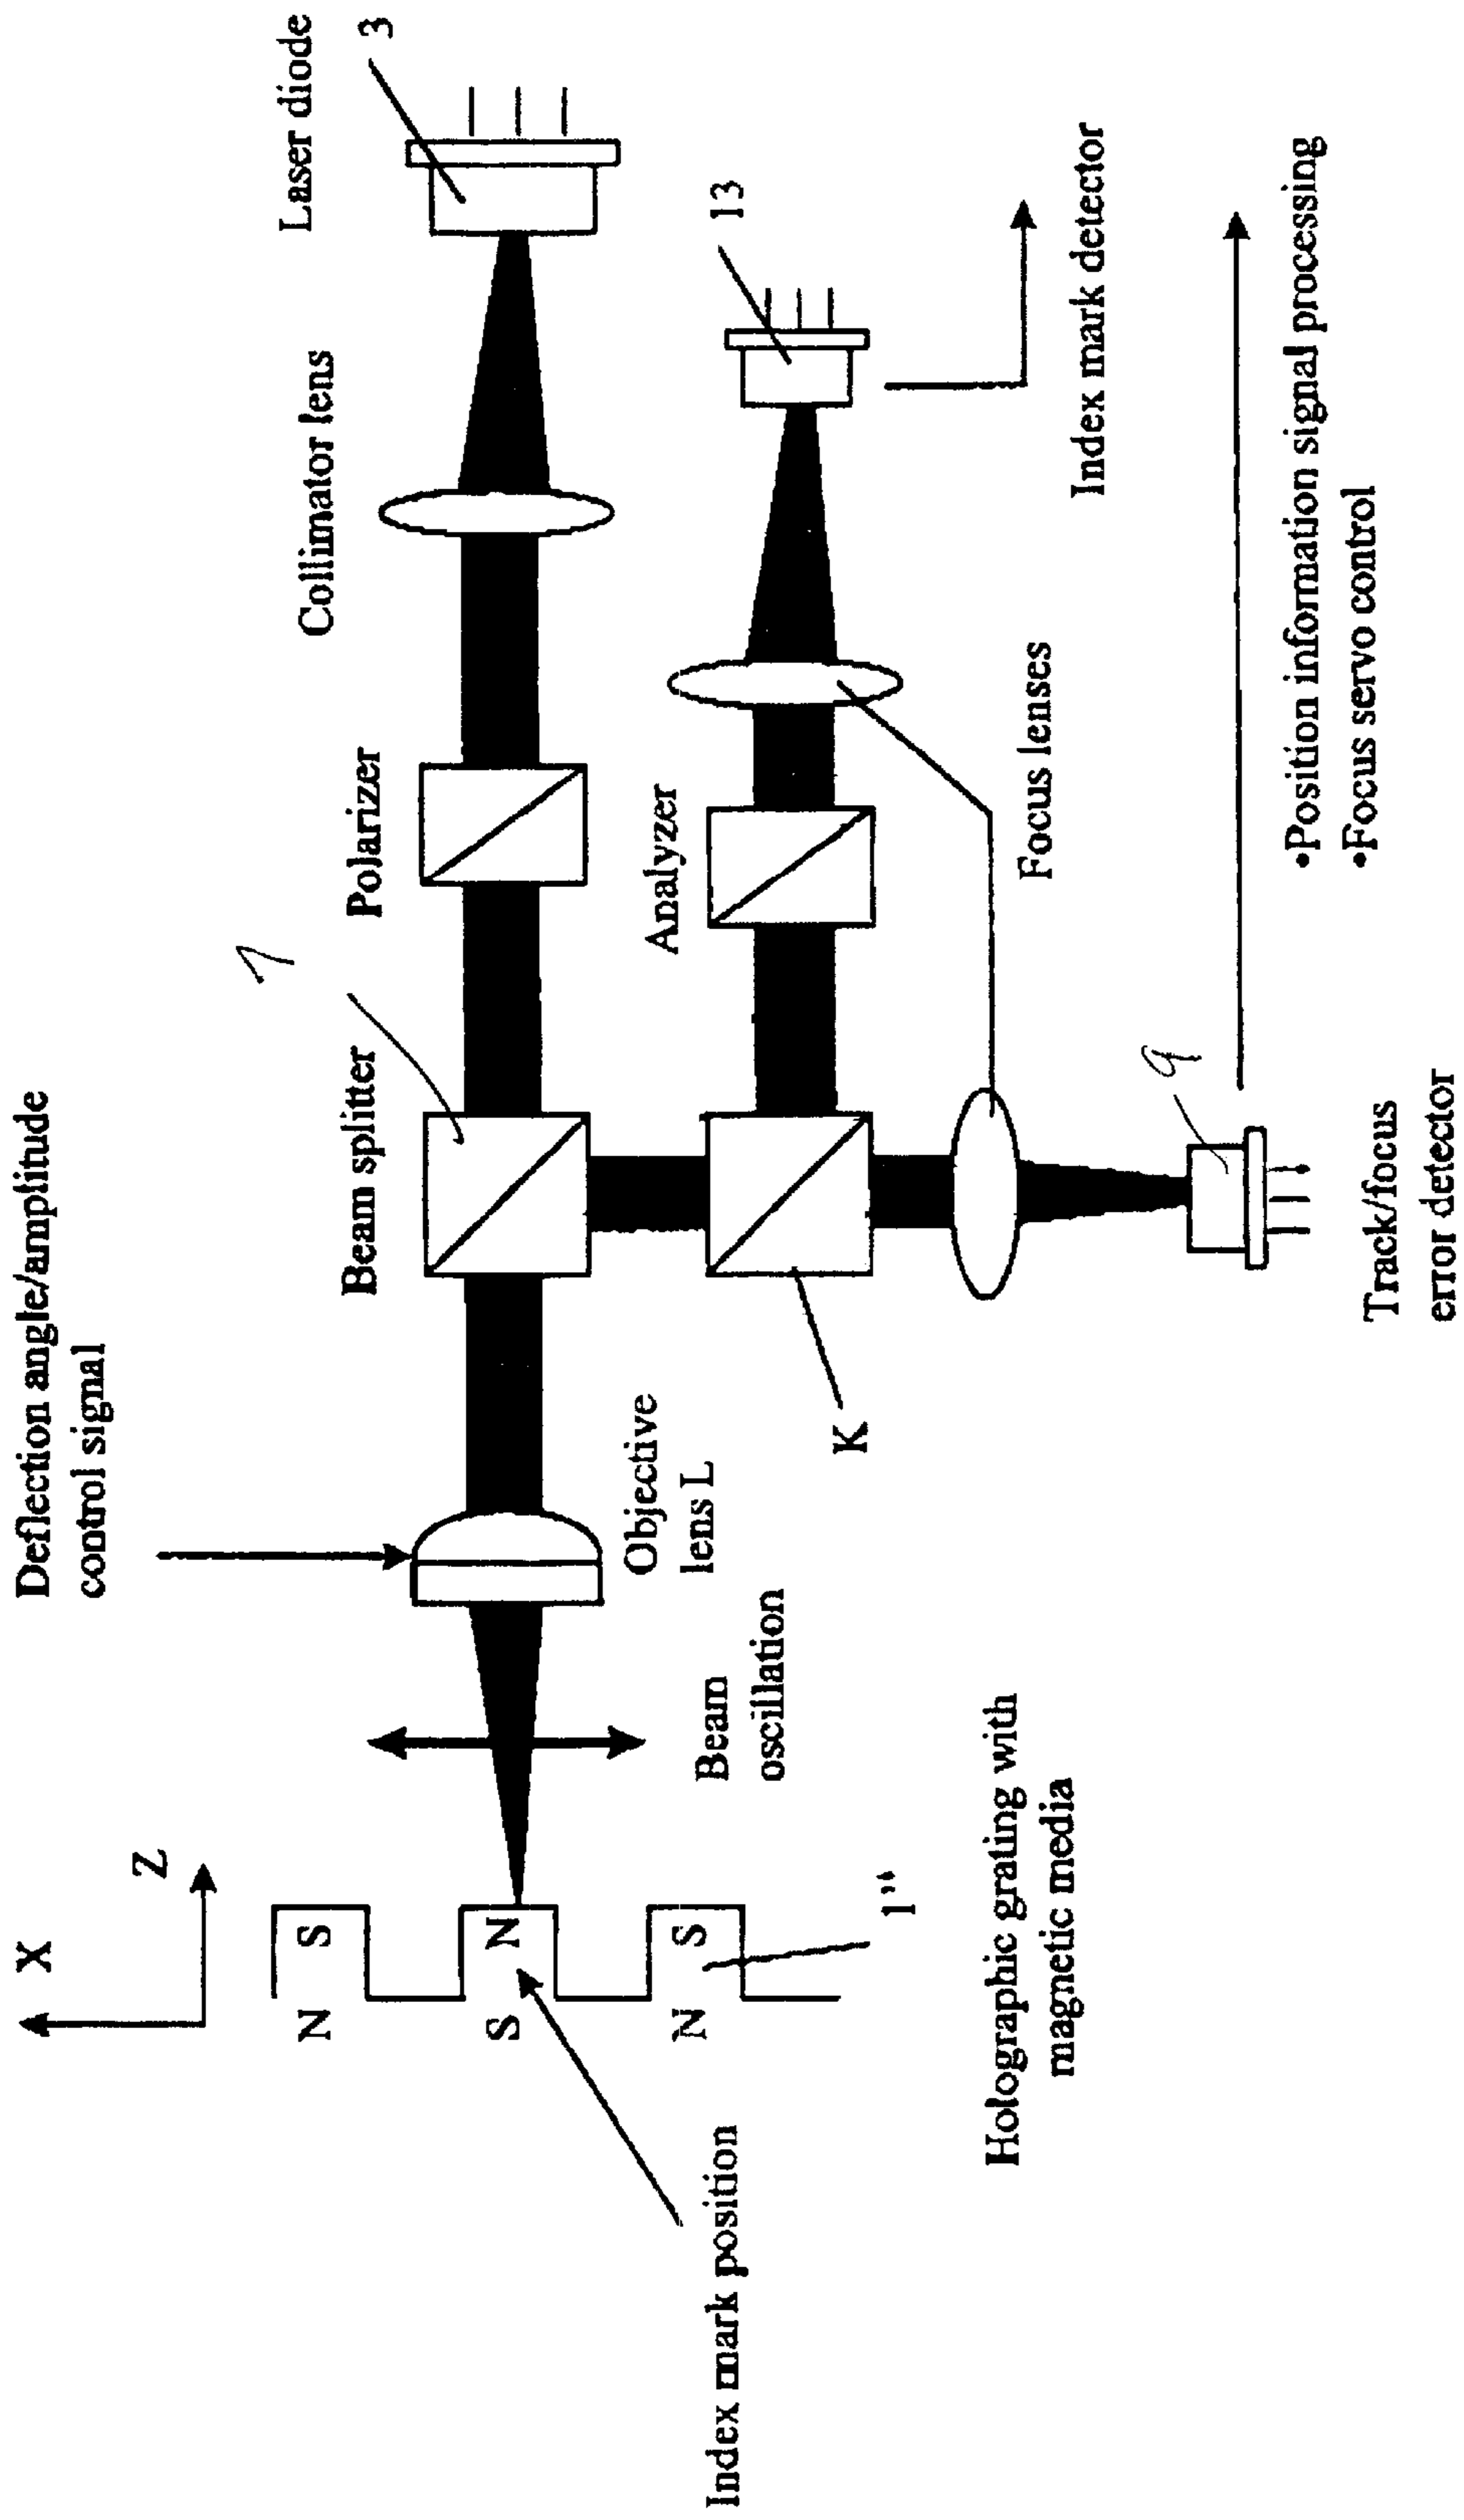 Deflection angle/amplitude
control signal
X
Z
Laser diode
3
Collimator lens
Polarizer
7
Beam splitter
N S
S N
N S
1"
Objective
lens L
Beam
oscillation
Analyzer
13
K
Index mark position
Holographic grating with
magnetic media
Focus lenses
Index mark detector
9
•Position information signal processing
•Focus servo control
Track/focus
error detector